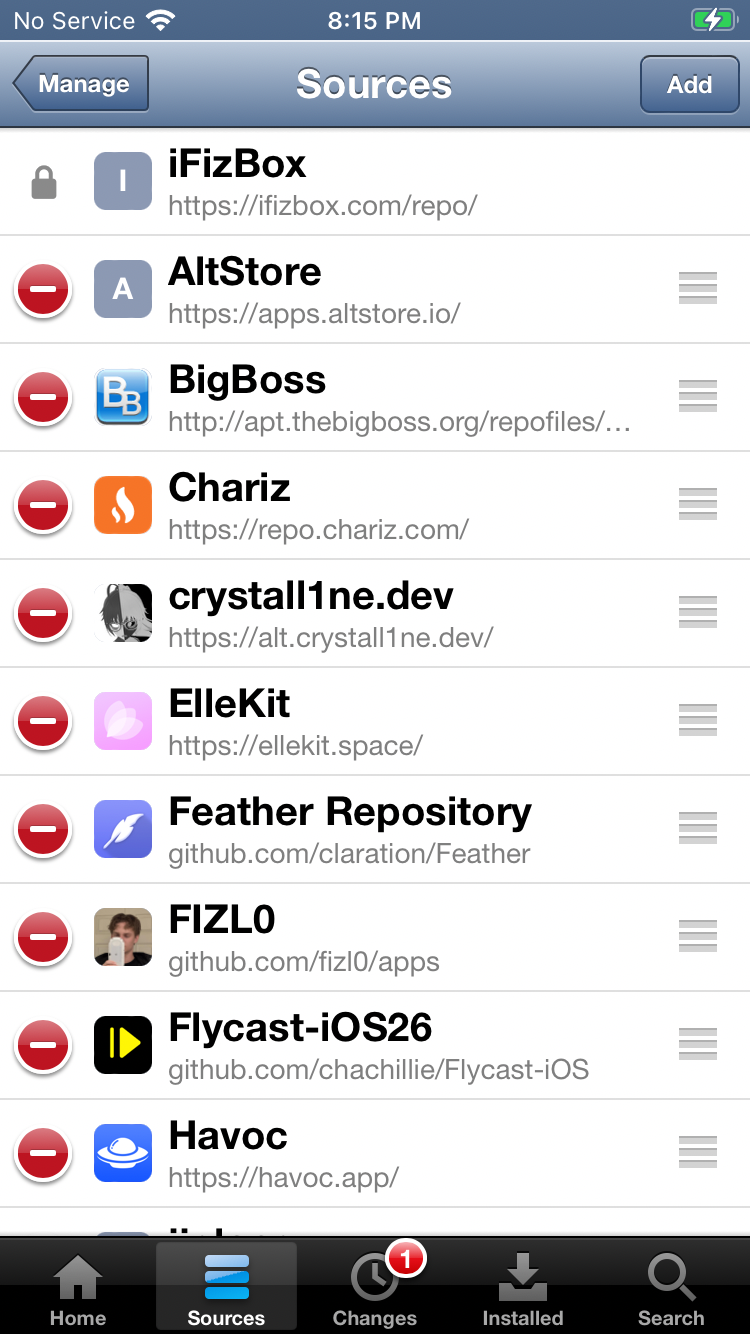 No Service 8:15 PM
Manage Sources Add
I iFizBox
https://ifizbox.com/repo/
A AltStore
https://apps.altstore.io/
BB BigBoss
http://apt.thebigboss.org/repofiles/…
Chariz
https://repo.chariz.com/
crystall1ne.dev
https://alt.crystall1ne.dev/
ElleKit
https://ellekit.space/
Feather Repository
github.com/claration/Feather
FIZL0
github.com/fizl0/apps
Flycast-iOS26
github.com/chachillie/Flycast-iOS
Havoc
https://havoc.app/
1
Home Sources Changes Installed Search